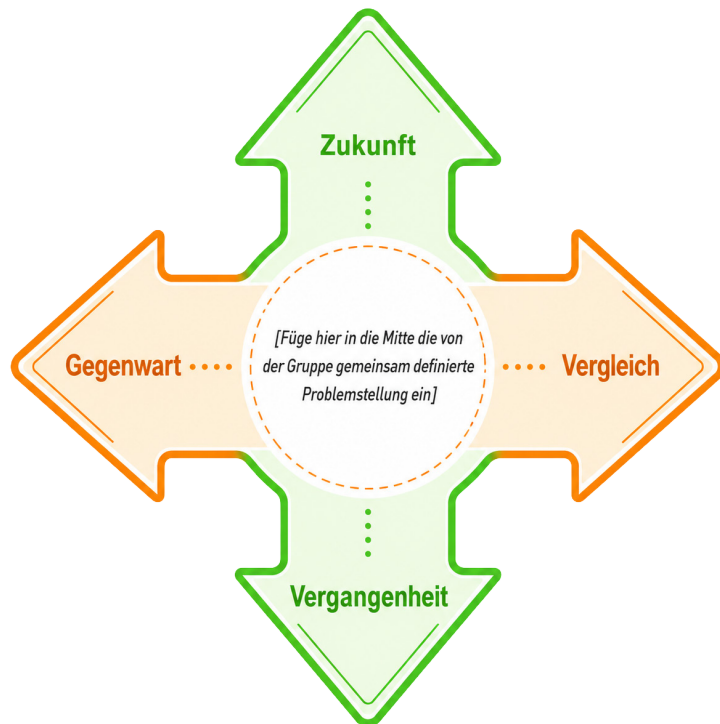 Zukunft
Gegenwart
[Füge hier in die Mitte die von
der Gruppe gemeinsam definierte
Problemstellung ein]
Vergleich
Vergangenheit